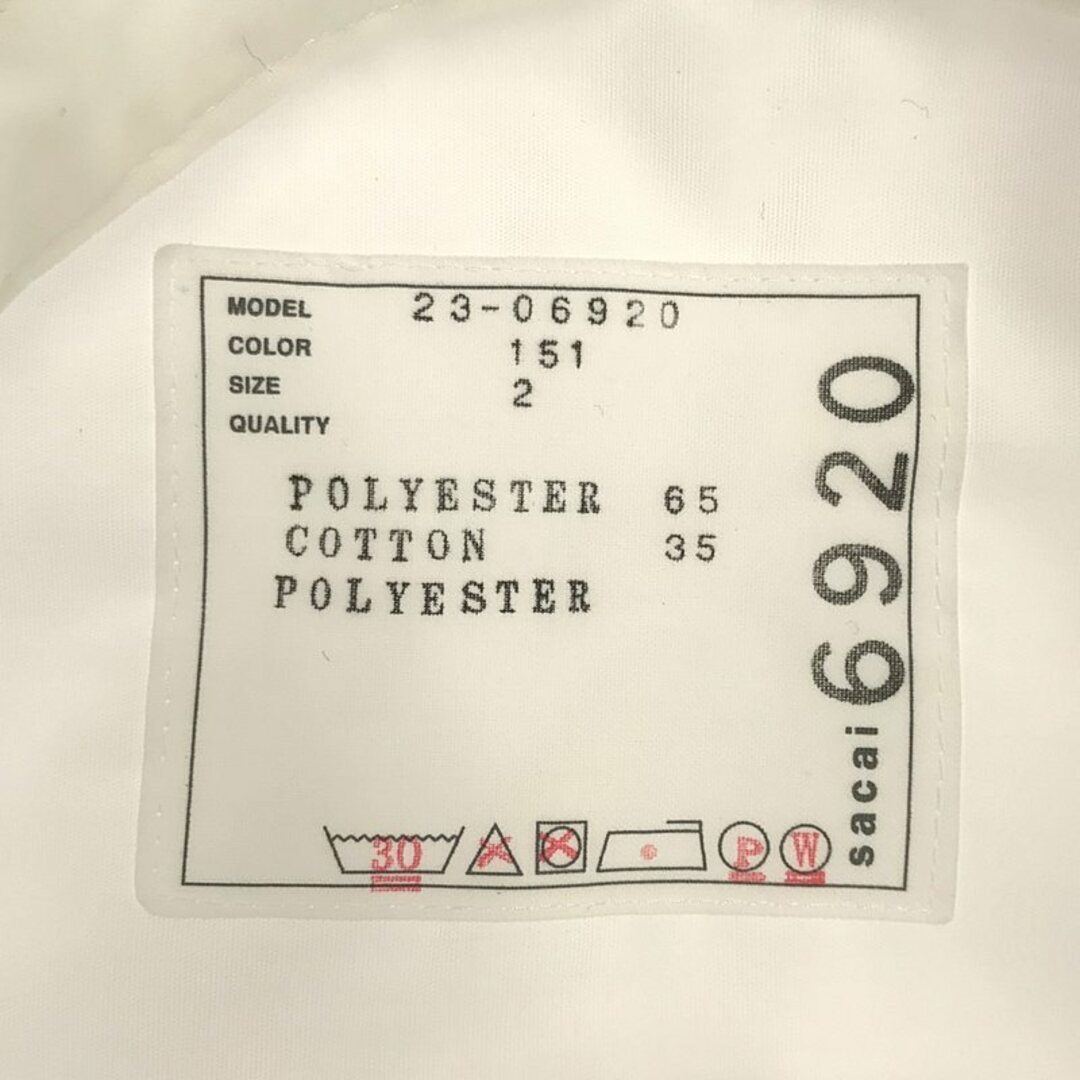 MODEL 23-06920
COLOR 151
SIZE 2
QUALITY
POLYESTER 65
COTTON 35
POLYESTER
30
P
W
sacai 6920